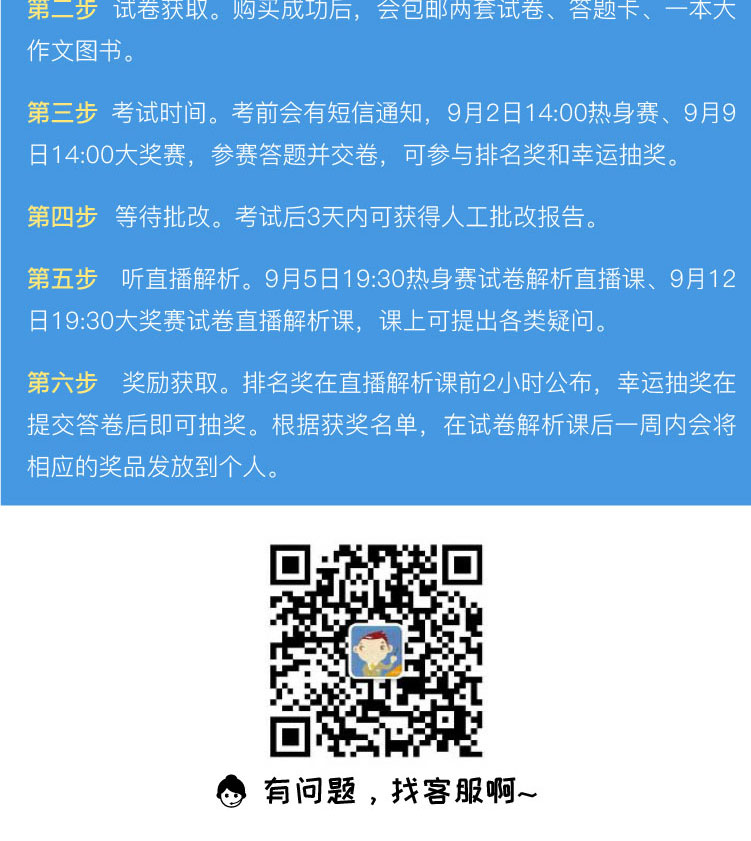 第二步 试卷获取。购买成功后，会包邮两套试卷、答题卡、一本大
作文图书。
第三步 考试时间。考前会有短信通知，9月2日14:00热身赛、9月9
日14:00大奖赛，参赛答题并交卷，可参与排名奖和幸运抽奖。
第四步 等待批改。考试后3天内可获得人工批改报告。
第五步 听直播解析。9月5日19:30热身赛试卷解析直播课、9月12
日19:30大奖赛试卷直播解析课，课上可提出各类疑问。
第六步 奖励获取。排名奖在直播解析课前2小时公布，幸运抽奖在
提交答卷后即可抽奖。根据获奖名单，在试卷解析课后一周内会将
相应的奖品发放到个人。
有问题，找客服啊~